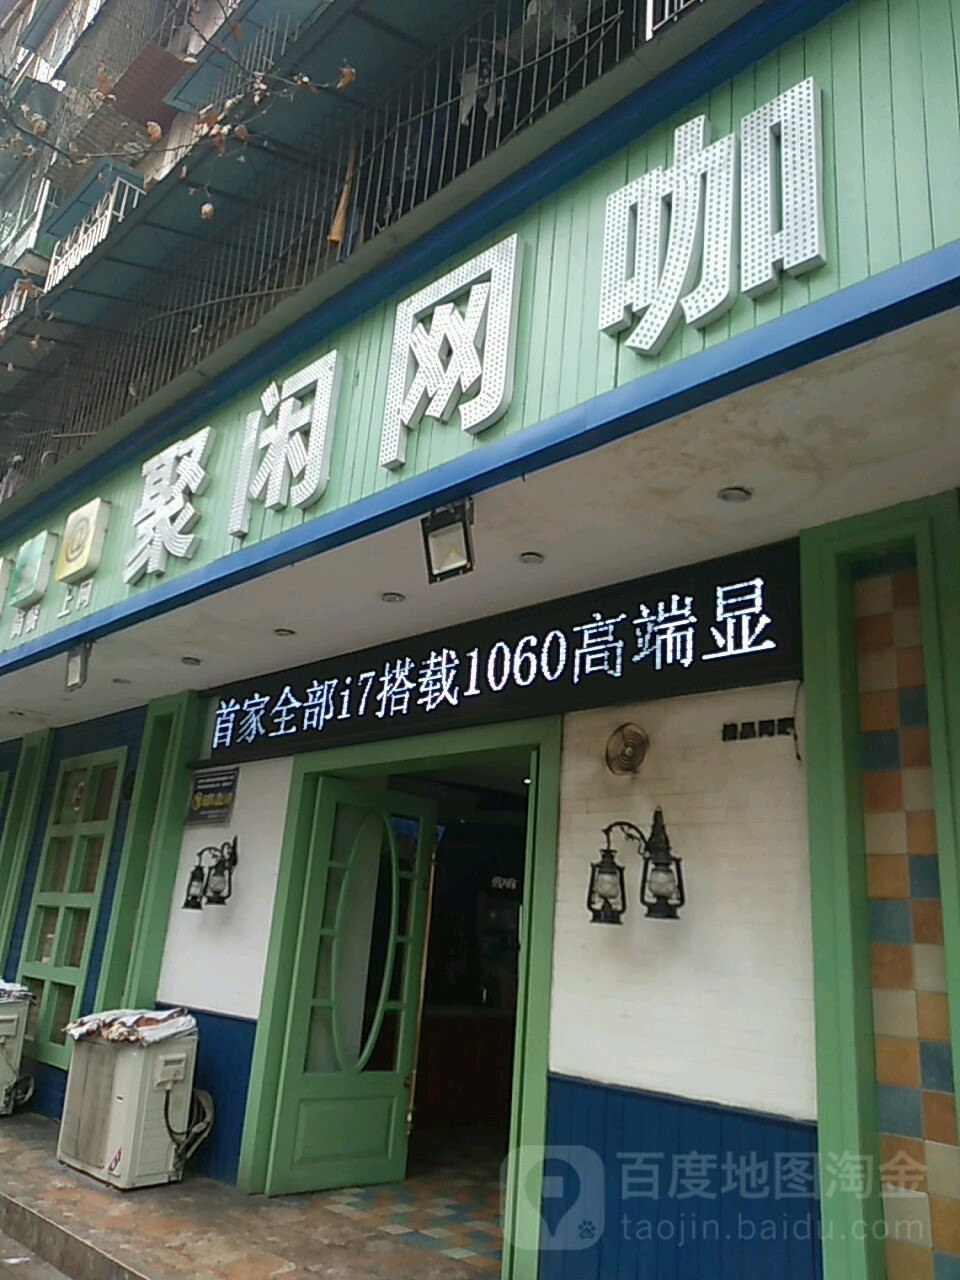 聚闲网咖
上网
首家全部i7搭载1060高端显
百度地图淘金
taojin.baidu.com